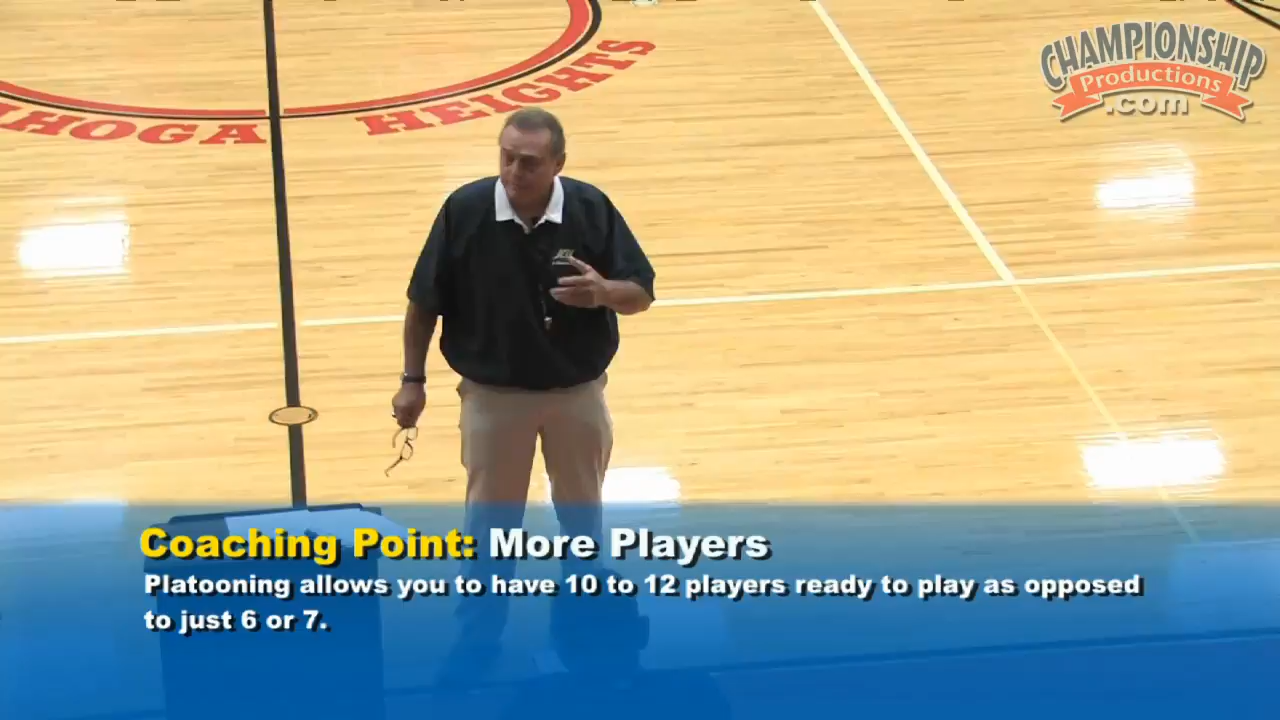 CHAMPIONSHIP
Productions
.com
HEIGHTS
HOGA
JCU
Coaching Point: More Players
Platooning allows you to have 10 to 12 players ready to play as opposed
to just 6 or 7.